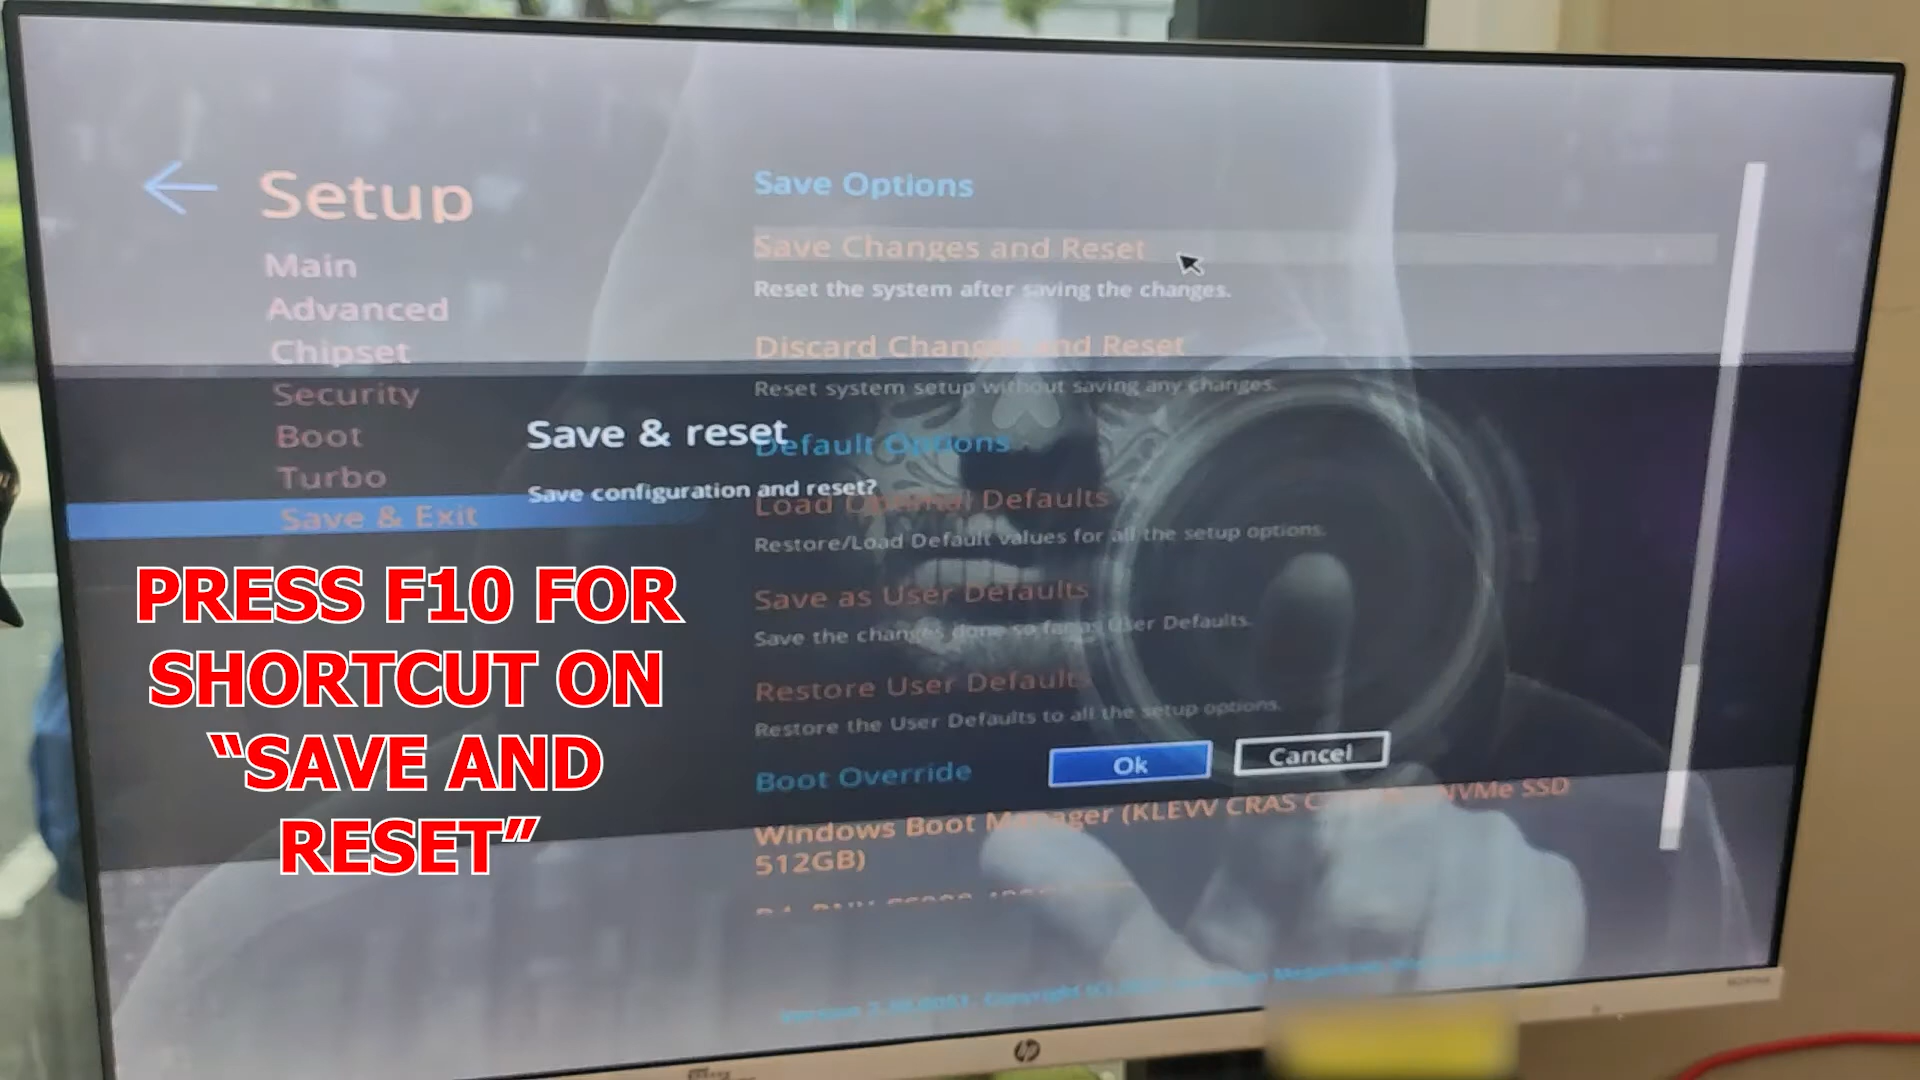 Setup
Main
Advanced
Chipset
Security
Boot
Turbo
Save & Exit
Save Options
Save Changes and Reset
Reset the system after saving the changes.
Discard Changes and Reset
Reset system setup without saving any changes.
Save & reset
Default Options
Save configuration and reset?
Load Optimal Defaults
Restore/Load Default values for all the setup options.
Save as User Defaults
Save the changes done so far as User Defaults.
Restore User Defaults
Restore the User Defaults to all the setup options.
Ok
Cancel
Boot Override
Windows Boot Manager (KLEVV CRAS NVMe SSD
512GB)
Copyright (C)
hp
PRESS F10 FOR
SHORTCUT ON
“SAVE AND
RESET”